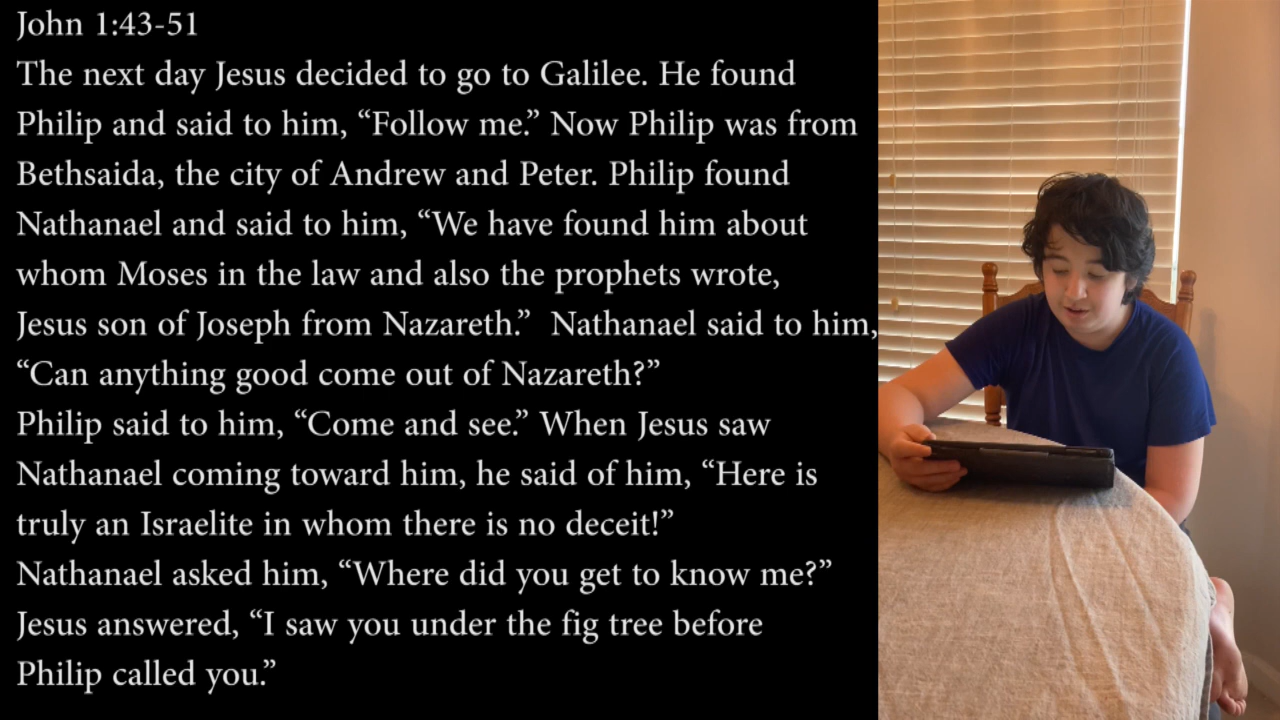 John 1:43-51
The next day Jesus decided to go to Galilee. He found
Philip and said to him, “Follow me.” Now Philip was from
Bethsaida, the city of Andrew and Peter. Philip found
Nathanael and said to him, “We have found him about
whom Moses in the law and also the prophets wrote,
Jesus son of Joseph from Nazareth.”  Nathanael said to him,
“Can anything good come out of Nazareth?”
Philip said to him, “Come and see.” When Jesus saw
Nathanael coming toward him, he said of him, “Here is
truly an Israelite in whom there is no deceit!”
Nathanael asked him, “Where did you get to know me?”
Jesus answered, “I saw you under the fig tree before
Philip called you.”